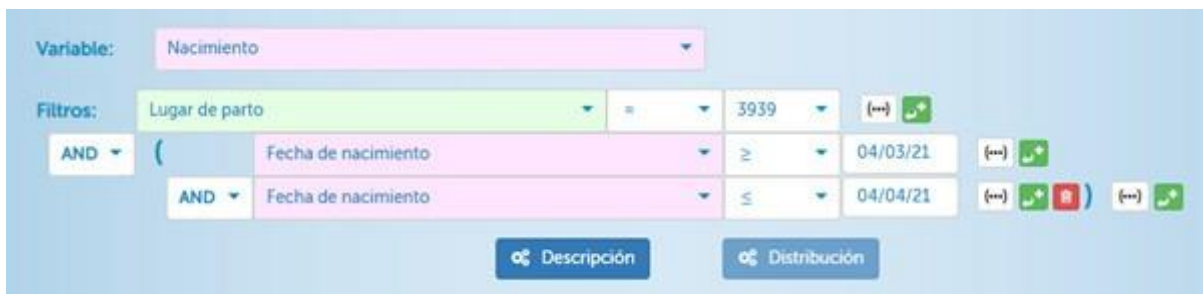 Variable: Nacimiento
Filtros: Lugar de parto = 3939 (···)
AND ( Fecha de nacimiento ≥ 04/03/21 (···)
AND Fecha de nacimiento ≤ 04/04/21 (···) ) (···)
Descripción Distribución